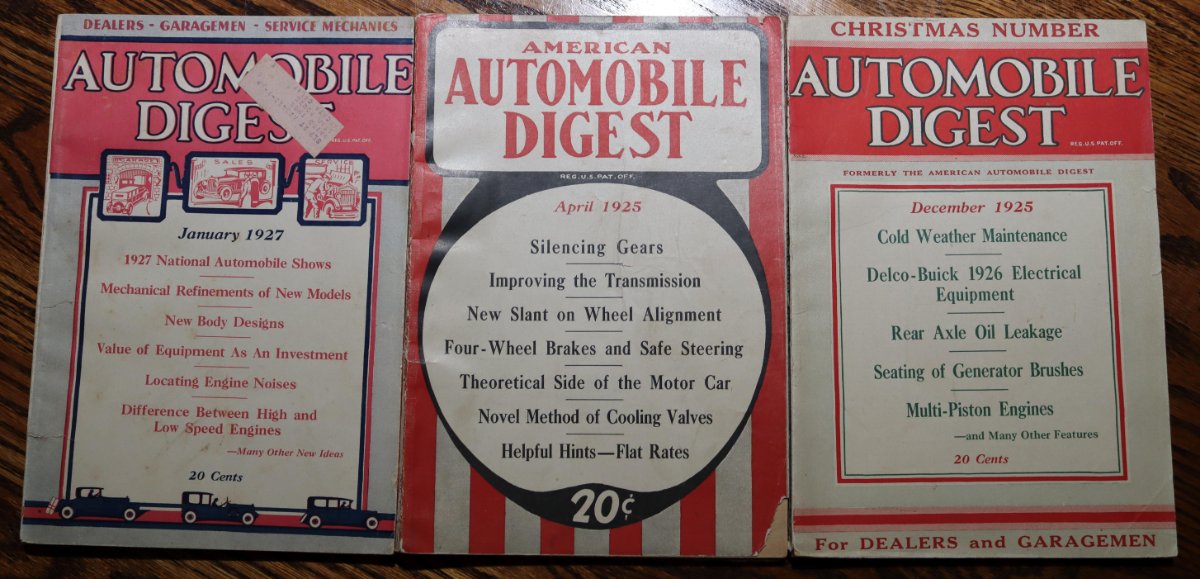 DEALERS - GARAGEMEN - SERVICE MECHANICS
AUTOMOBILE
DIGEST
REG. U.S. PAT. OFF.
GARAGE
SALES
SERVICE
January 1927
1927 National Automobile Shows
Mechanical Refinements of New Models
New Body Designs
Value of Equipment As An Investment
Locating Engine Noises
Difference Between High and
Low Speed Engines
—Many Other New Ideas
20 Cents
AMERICAN
AUTOMOBILE
DIGEST
REG. U.S. PAT. OFF.
April 1925
Silencing Gears
Improving the Transmission
New Slant on Wheel Alignment
Four-Wheel Brakes and Safe Steering
Theoretical Side of the Motor Car
Novel Method of Cooling Valves
Helpful Hints—Flat Rates
20¢
CHRISTMAS NUMBER
AUTOMOBILE
DIGEST
REG. U.S. PAT. OFF.
FORMERLY THE AMERICAN AUTOMOBILE DIGEST
December 1925
Cold Weather Maintenance
Delco-Buick 1926 Electrical
Equipment
Rear Axle Oil Leakage
Seating of Generator Brushes
Multi-Piston Engines
—and Many Other Features
20 Cents
For DEALERS and GARAGEMEN